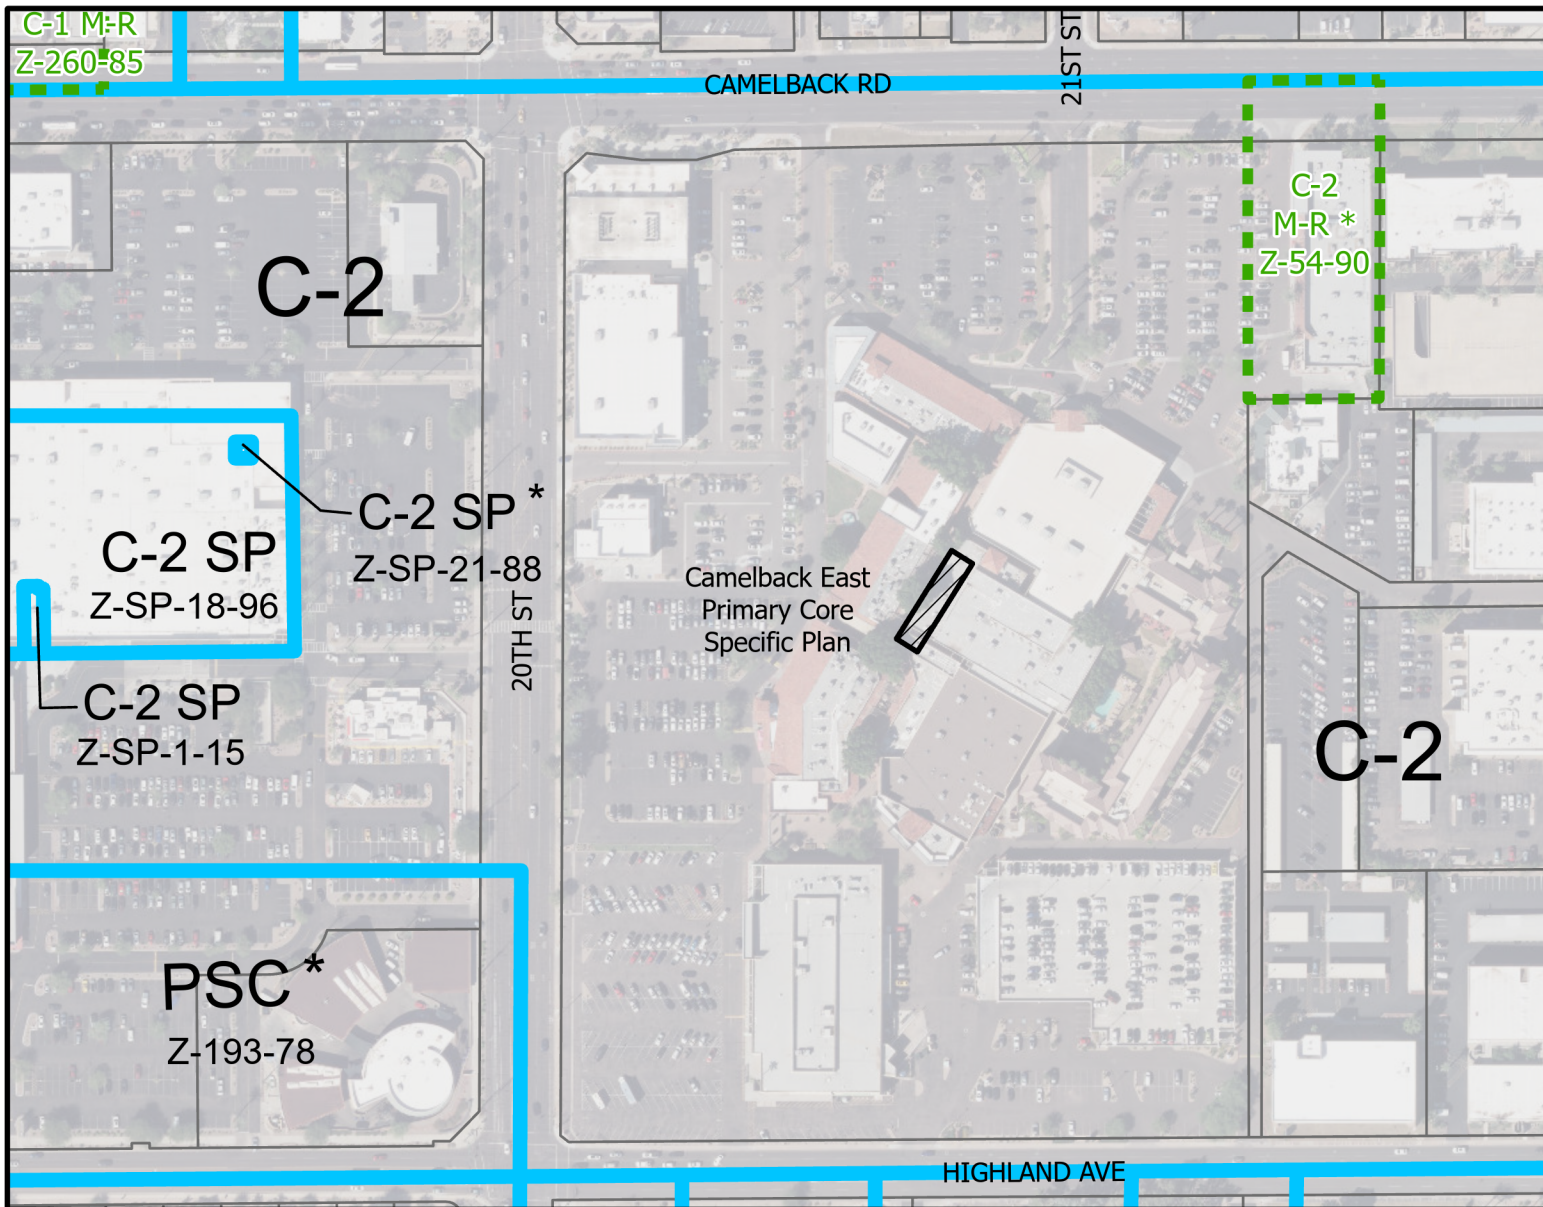 C-1 M-R
Z-260-85
CAMELBACK RD
21ST ST
C-2
M-R *
Z-54-90
C-2
C-2 SP *
Z-SP-21-88
C-2 SP
Z-SP-18-96
20TH ST
Camelback East
Primary Core
Specific Plan
C-2 SP
Z-SP-1-15
C-2
PSC *
Z-193-78
HIGHLAND AVE